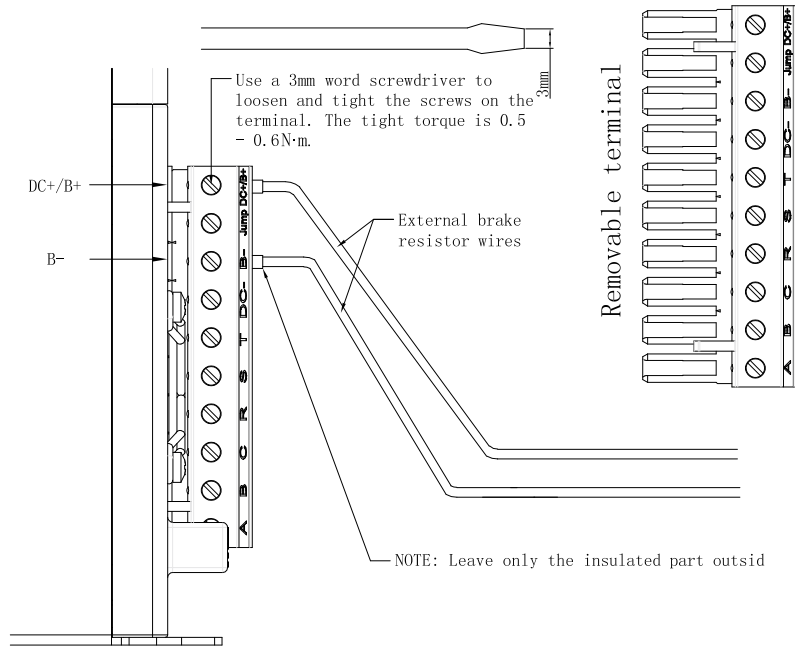 Use a 3mm word screwdriver to
loosen and tight the screws on the
terminal. The tight torque is 0.5
- 0.6N·m.
3mm
DC+/B+
B-
Jump DC+/B+
B-
DC-
T
S
R
C
B
A
External brake
resistor wires
NOTE: Leave only the insulated part outsid
Removable terminal
Jump DC+/B+
B-
DC-
T
S
R
C
B
A